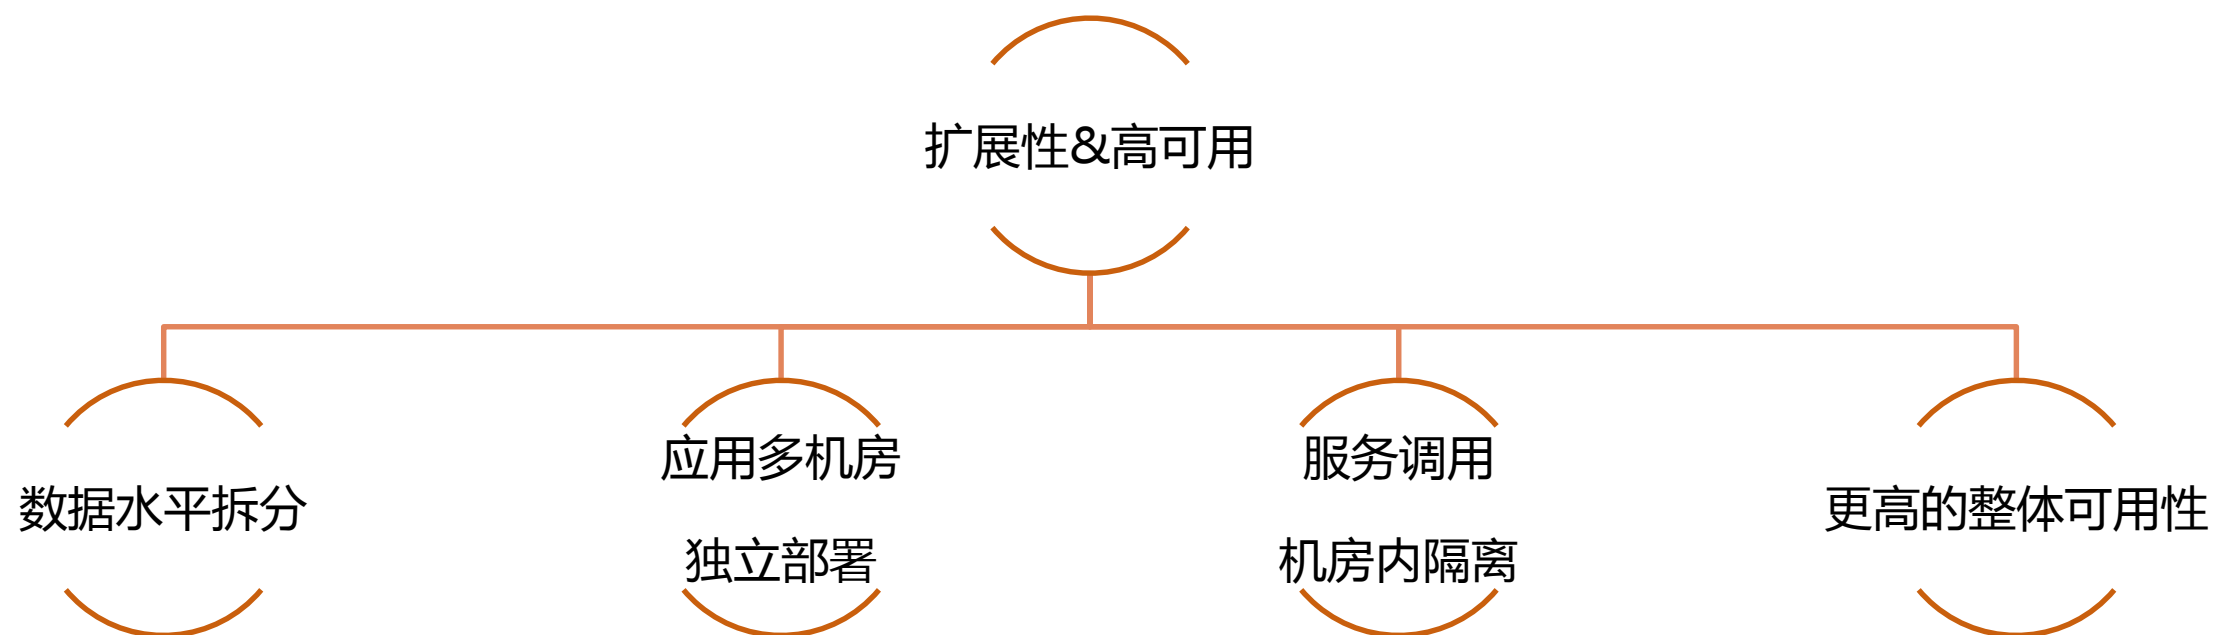 扩展性&高可用
数据水平拆分
应用多机房
独立部署
服务调用
机房内隔离
更高的整体可用性